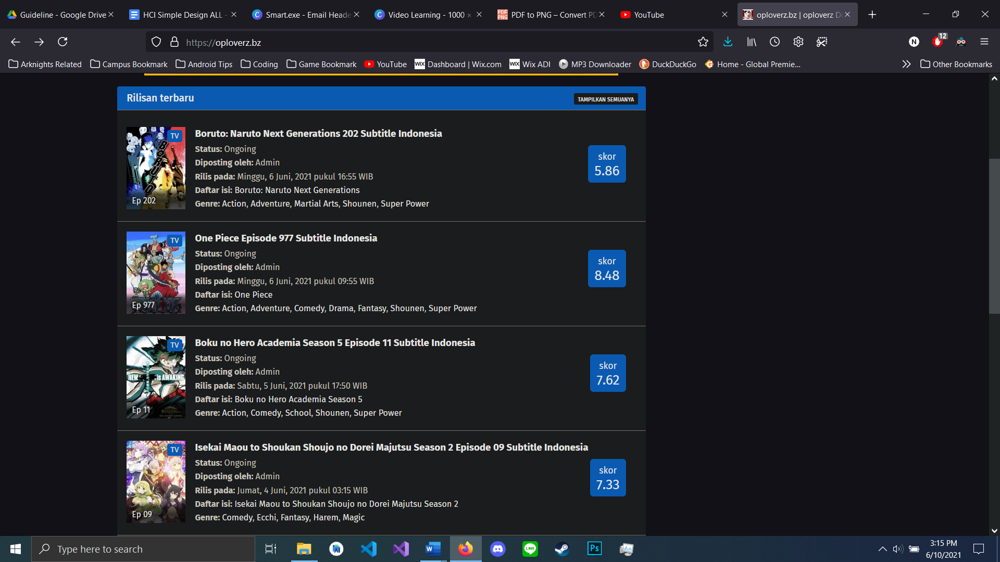 Guideline - Google Drive
HCI Simple Design ALL -
Smart.exe - Email Heade
Video Learning - 1000 ×
PDF to PNG – Convert PD
YouTube
oploverz.bz | oploverz Do
https://oploverz.bz
N
12
Arknights Related
Campus Bookmark
Android Tips
Coding
Game Bookmark
YouTube
WIX Dashboard | Wix.com
WIX Wix ADI
MP3 Downloader
DuckDuckGo
Home - Global Premie...
Other Bookmarks
Rilisan terbaru
TAMPILKAN SEMUANYA
TV
BORUTO
Ep 202
Boruto: Naruto Next Generations 202 Subtitle Indonesia
Status: Ongoing
Diposting oleh: Admin
Rilis pada: Minggu, 6 Juni, 2021 pukul 16:55 WIB
Daftar isi: Boruto: Naruto Next Generations
Genre: Action, Adventure, Martial Arts, Shounen, Super Power
skor
5.86
TV
Ep 977
One Piece Episode 977 Subtitle Indonesia
Status: Ongoing
Diposting oleh: Admin
Rilis pada: Minggu, 6 Juni, 2021 pukul 09:55 WIB
Daftar isi: One Piece
Genre: Action, Adventure, Comedy, Drama, Fantasy, Shounen, Super Power
skor
8.48
TV
is AWAKING
Ep 11
Boku no Hero Academia Season 5 Episode 11 Subtitle Indonesia
Status: Ongoing
Diposting oleh: Admin
Rilis pada: Sabtu, 5 Juni, 2021 pukul 17:50 WIB
Daftar isi: Boku no Hero Academia Season 5
Genre: Action, Comedy, School, Shounen, Super Power
skor
7.62
TV
Ep 09
Isekai Maou to Shoukan Shoujo no Dorei Majutsu Season 2 Episode 09 Subtitle Indonesia
Status: Ongoing
Diposting oleh: Admin
Rilis pada: Jumat, 4 Juni, 2021 pukul 03:15 WIB
Daftar isi: Isekai Maou to Shoukan Shoujo no Dorei Majutsu Season 2
Genre: Comedy, Ecchi, Fantasy, Harem, Magic
skor
7.33
Type here to search
LINE
Ps
3:15 PM
6/10/2021